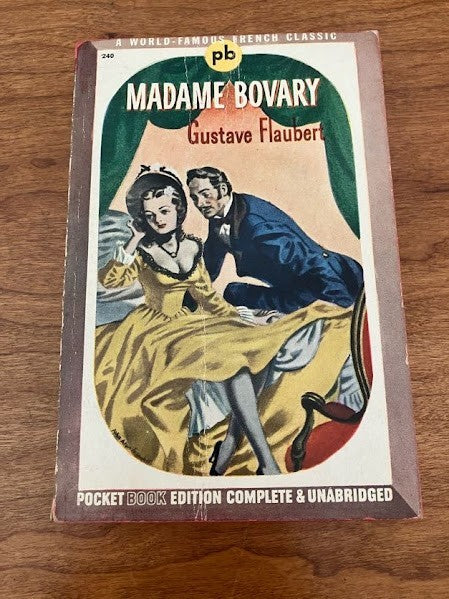 A WORLD-FAMOUS FRENCH CLASSIC
240
pb
MADAME BOVARY
Gustave Flaubert
POCKET BOOK EDITION COMPLETE & UNABRIDGED